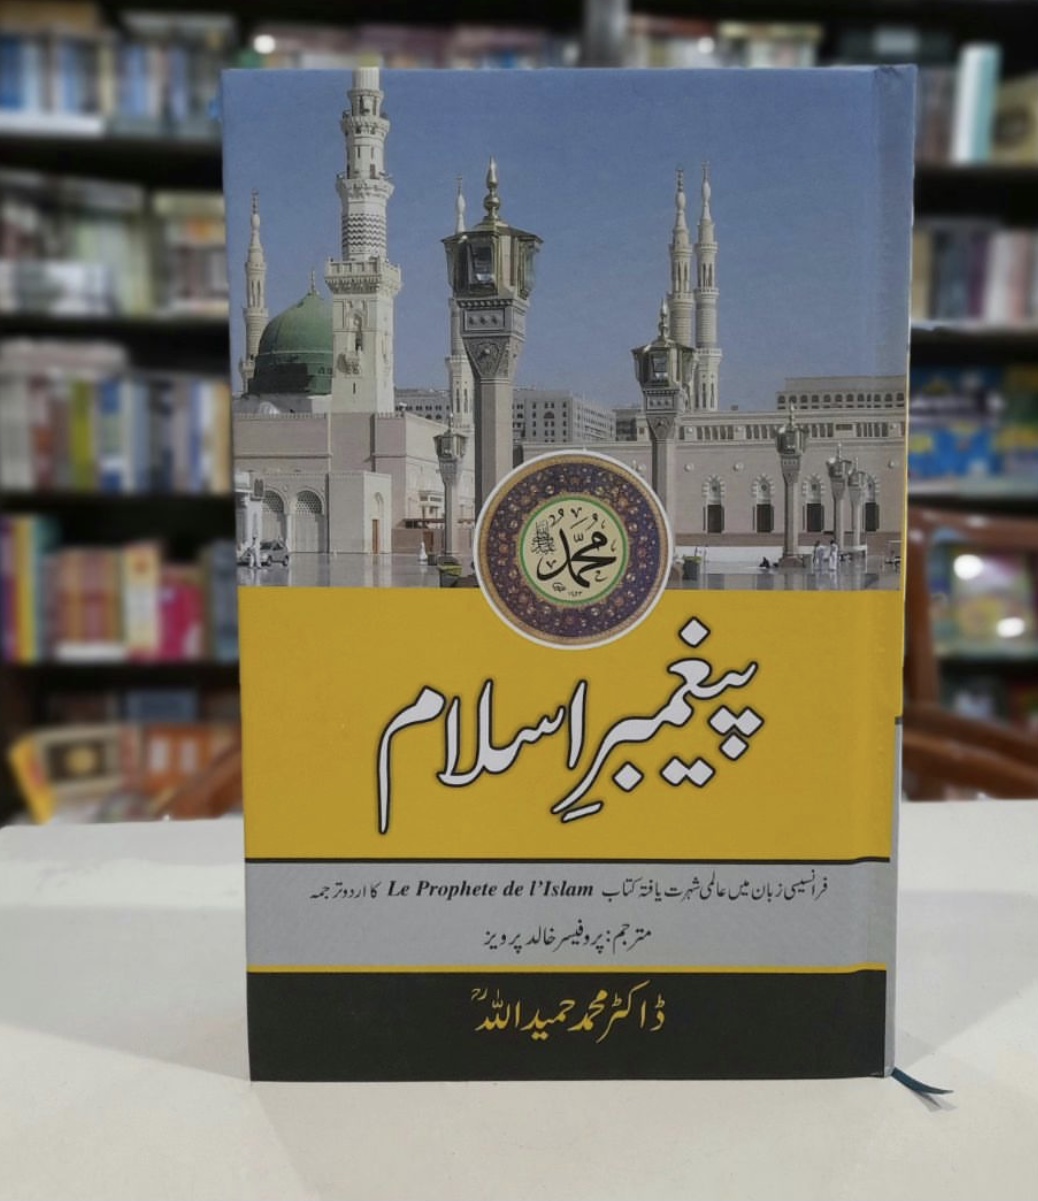 محمد
پیغمبرِ اسلام
فرانسیسی زبان میں عالمی شہرت یافتہ کتاب Le Prophete de l'Islam کا اردو ترجمہ
مترجم: پروفیسر خالد پرویز
ڈاکٹر محمد حمید اللہؒ